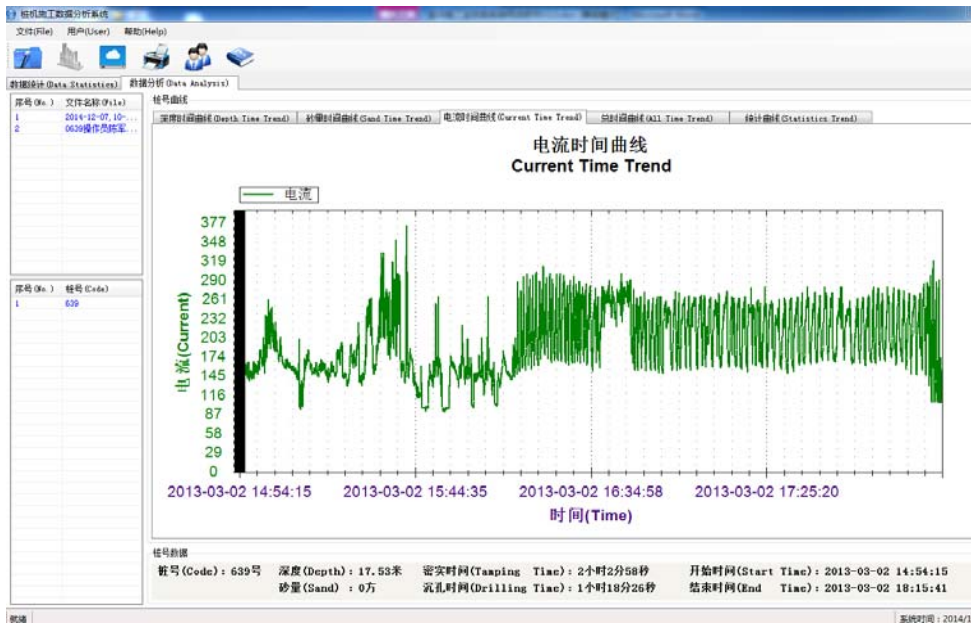 桩机施工数据分析系统
文件(File) 用户(User) 帮助(Help)
数据统计(Data Statistics) 数据分析(Data Analysis)
序号(No.) 文件名称(File)
1 2014-12-07,10-...
2 0639操作员陈军...
序号(No.) 桩号(Code)
1 639
桩号曲线
深度时间曲线(Depth Time Trend) 砂量时间曲线(Sand Time Trend) 电流时间曲线(Current Time Trend) 总时间曲线(All Time Trend) 统计曲线(Statistics Trend)
电流时间曲线
Current Time Trend
电流
377
348
319
290
261
232
203
174
145
116
87
58
29
0
电流(Current)
2013-03-02 14:54:15 2013-03-02 15:44:35 2013-03-02 16:34:58 2013-03-02 17:25:20
时间(Time)
桩号数据
桩号(Code): 639号 深度(Depth): 17.53米 密实时间(Tamping Time): 2小时2分58秒 开始时间(Start Time): 2013-03-02 14:54:15
砂量(Sand) : 0方 沉孔时间(Drilling Time): 1小时18分26秒 结束时间(End Time): 2013-03-02 18:15:41
就绪 系统时间: 2014/1